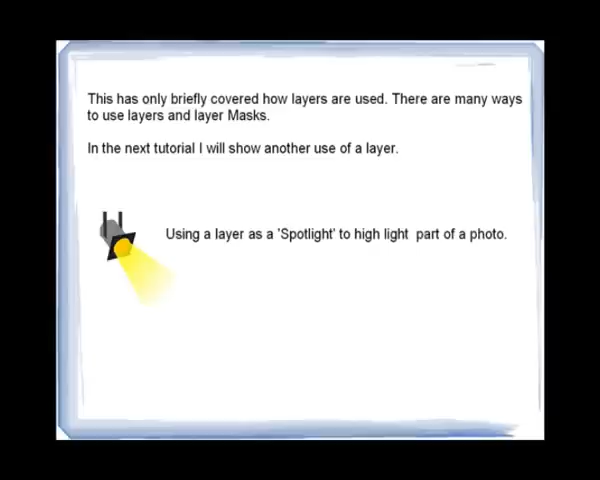 This has only briefly covered how layers are used. There are many ways
to use layers and layer Masks.
In the next tutorial I will show another use of a layer.
Using a layer as a 'Spotlight' to high light  part of a photo.